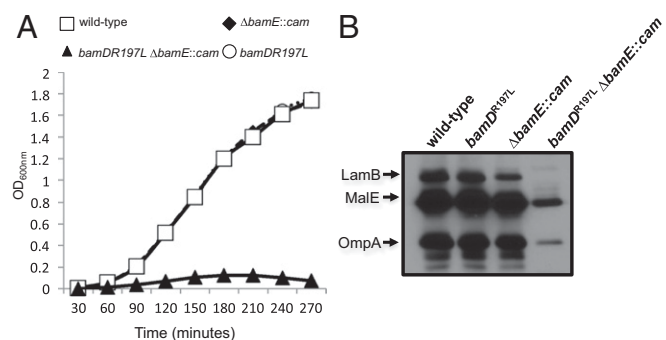 A
wild-type
ΔbamE::cam
bamDR197L ΔbamE::cam
bamDR197L
OD600nm
2
1.8
1.6
1.4
1.2
1
0.8
0.6
0.4
0.2
0
30 60 90 120 150 180 210 240 270
Time (minutes)
B
wild-type
bamDR197L
ΔbamE::cam
bamDR197L ΔbamE::cam
LamB
MalE
OmpA